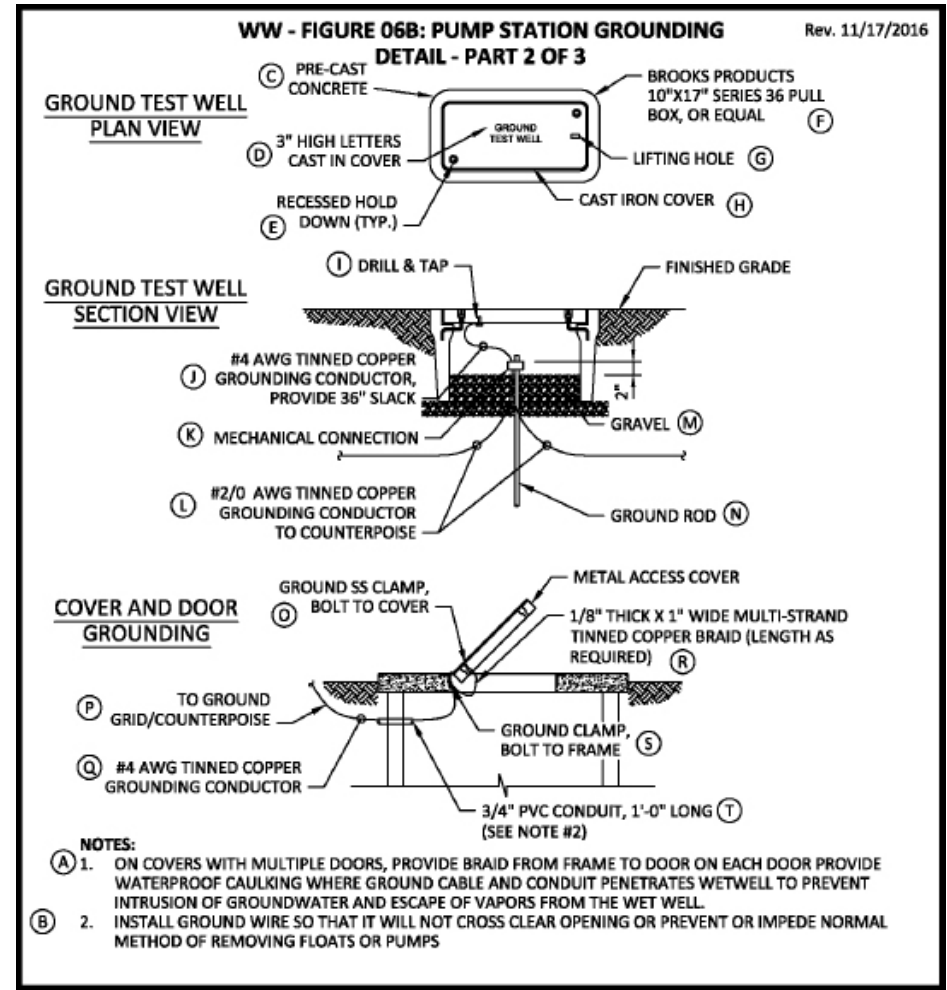 WW - FIGURE 06B: PUMP STATION GROUNDING
DETAIL - PART 2 OF 3
Rev. 11/17/2016
GROUND TEST WELL
PLAN VIEW
C PRE-CAST
CONCRETE
BROOKS PRODUCTS
10"X17" SERIES 36 PULL
BOX, OR EQUAL F
D 3" HIGH LETTERS
CAST IN COVER
GROUND
TEST WELL
LIFTING HOLE G
RECESSED HOLD
E DOWN (TYP.)
CAST IRON COVER H
GROUND TEST WELL
SECTION VIEW
I DRILL & TAP
FINISHED GRADE
#4 AWG TINNED COPPER
J GROUNDING CONDUCTOR,
PROVIDE 36" SLACK
2"
K MECHANICAL CONNECTION
GRAVEL M
#2/0 AWG TINNED COPPER
L GROUNDING CONDUCTOR
TO COUNTERPOISE
GROUND ROD N
COVER AND DOOR
GROUNDING
GROUND SS CLAMP,
O BOLT TO COVER
METAL ACCESS COVER
1/8" THICK X 1" WIDE MULTI-STRAND
TINNED COPPER BRAID (LENGTH AS
REQUIRED) R
P TO GROUND
GRID/COUNTERPOISE
GROUND CLAMP,
BOLT TO FRAME S
Q #4 AWG TINNED COPPER
GROUNDING CONDUCTOR
3/4" PVC CONDUIT, 1'-0" LONG T
(SEE NOTE #2)
NOTES:
A 1. ON COVERS WITH MULTIPLE DOORS, PROVIDE BRAID FROM FRAME TO DOOR ON EACH DOOR PROVIDE
WATERPROOF CAULKING WHERE GROUND CABLE AND CONDUIT PENETRATES WETWELL TO PREVENT
INTRUSION OF GROUNDWATER AND ESCAPE OF VAPORS FROM THE WET WELL.
B 2. INSTALL GROUND WIRE SO THAT IT WILL NOT CROSS CLEAR OPENING OR PREVENT OR IMPEDE NORMAL
METHOD OF REMOVING FLOATS OR PUMPS